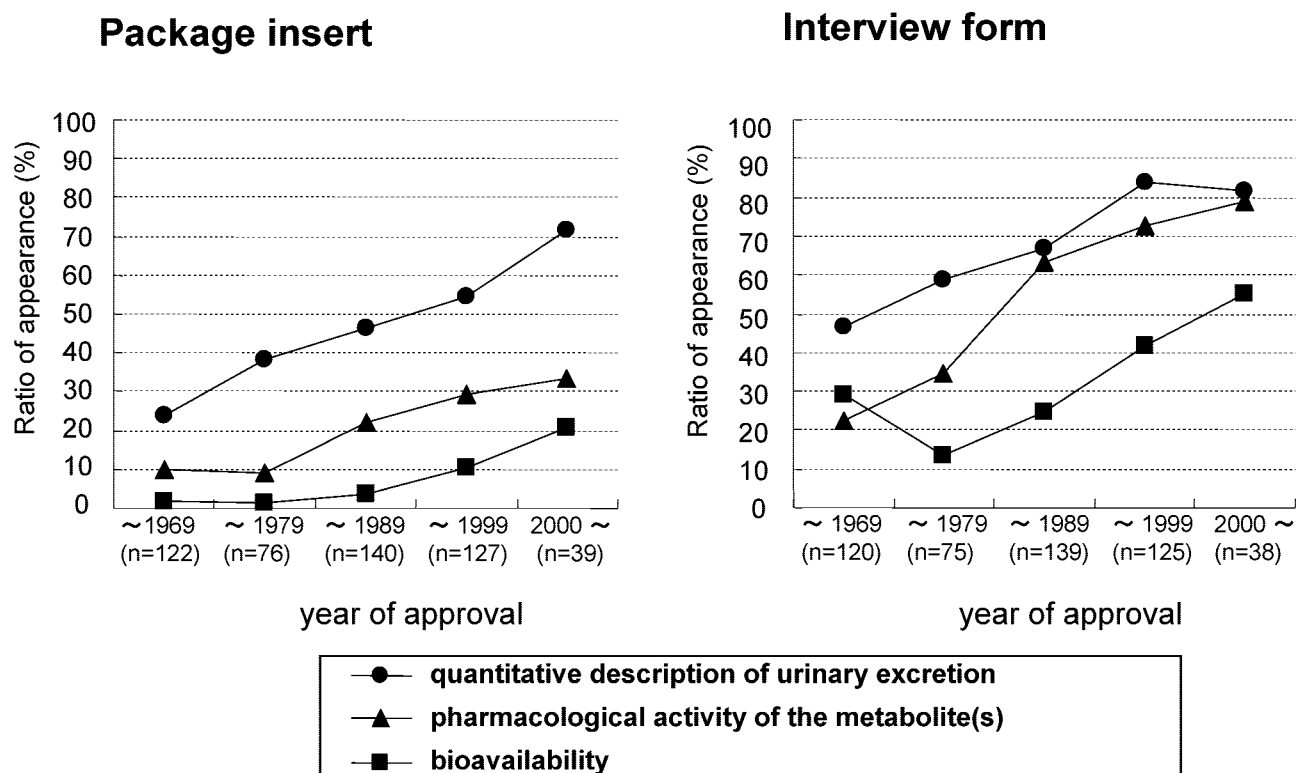 Package insert
Ratio of appearance (%)
100
90
80
70
60
50
40
30
20
10
0
~ 1969 ~ 1979 ~ 1989 ~ 1999 2000 ~
(n=122) (n=76) (n=140) (n=127) (n=39)
year of approval
Interview form
Ratio of appearance (%)
100
90
80
70
60
50
40
30
20
10
0
~ 1969 ~ 1979 ~ 1989 ~ 1999 2000 ~
(n=120) (n=75) (n=139) (n=125) (n=38)
year of approval
quantitative description of urinary excretion
pharmacological activity of the metabolite(s)
bioavailability